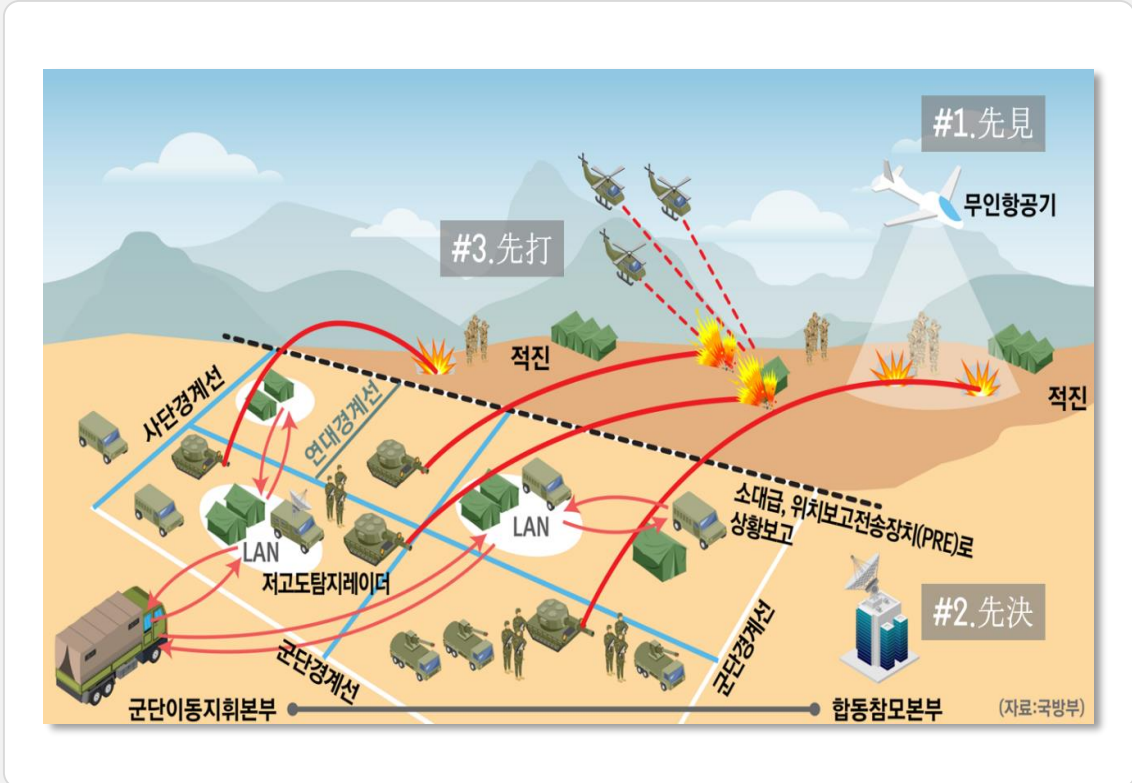 #1.先見
무인항공기
#3.先打
적진
적진
사단경계선
연대경계선
소대급, 위치보고전송장치(PRE)로
상황보고
LAN
LAN
저고도탐지레이더
#2.先決
군단경계선
군단경계선
군단이동지휘본부
합동참모본부
(자료:국방부)